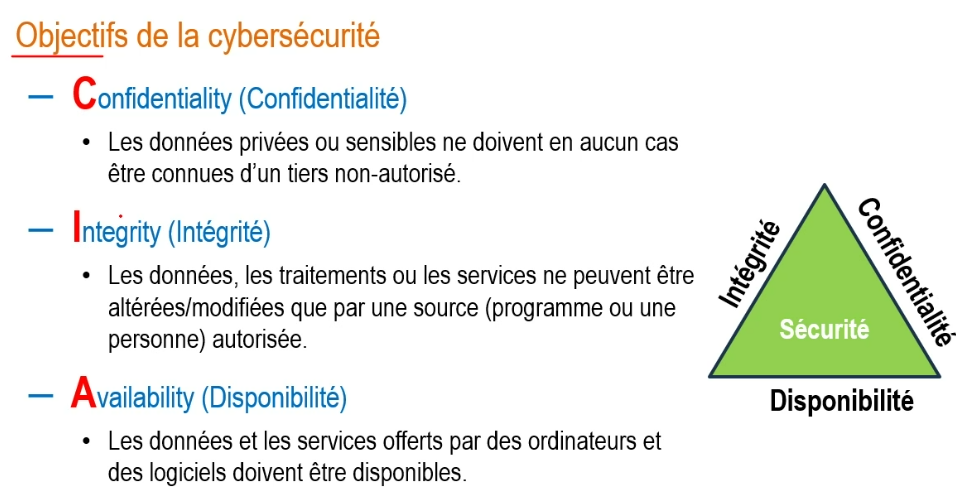 Objectifs de la cybersécurité
— Confidentiality (Confidentialité)
• Les données privées ou sensibles ne doivent en aucun cas
être connues d’un tiers non-autorisé.
— Integrity (Intégrité)
• Les données, les traitements ou les services ne peuvent être
altérées/modifiées que par une source (programme ou une
personne) autorisée.
— Availability (Disponibilité)
• Les données et les services offerts par des ordinateurs et
des logiciels doivent être disponibles.
Intégrité
Confidentialité
Sécurité
Disponibilité